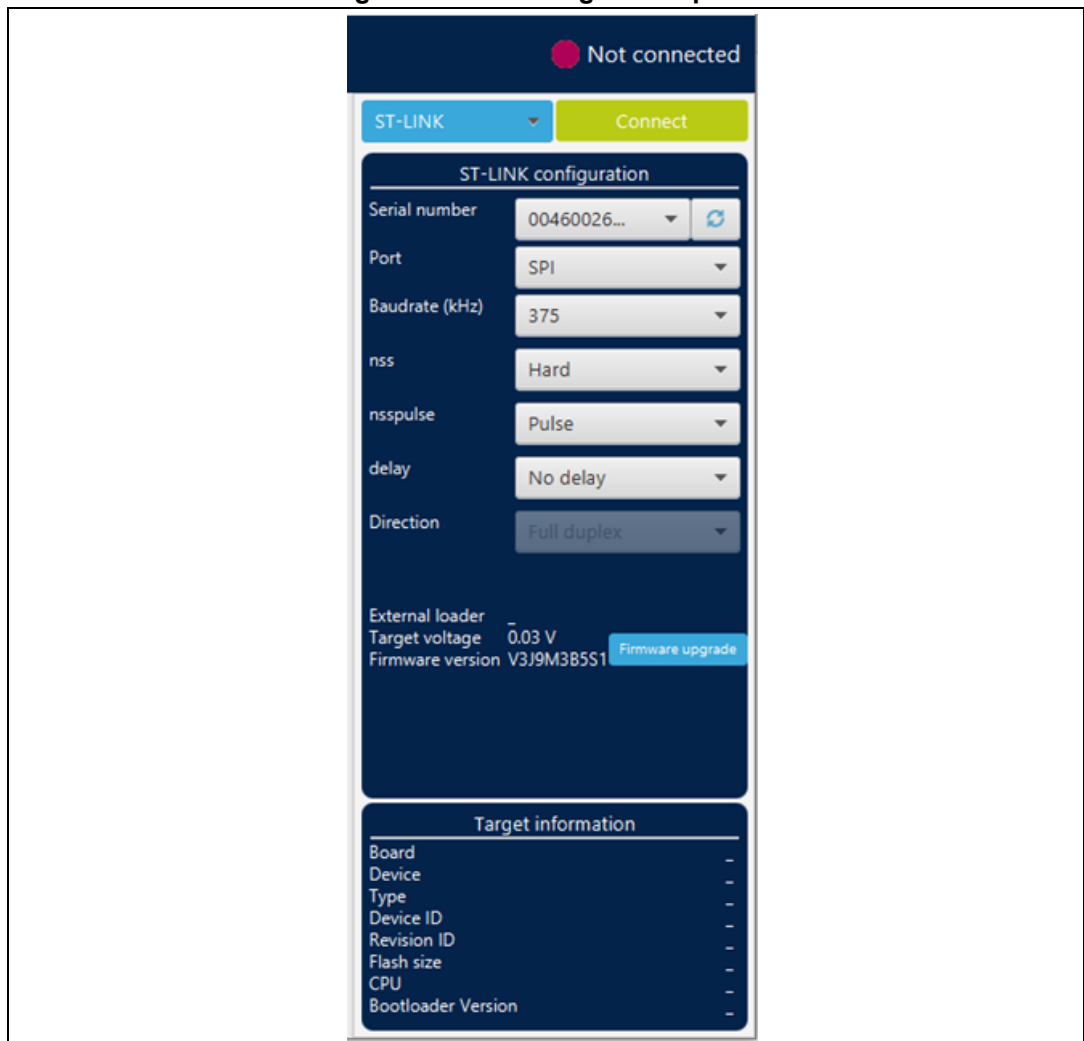 Not connected
ST-LINK Connect
ST-LINK configuration
Serial number 00460026...
Port SPI
Baudrate (kHz) 375
nss Hard
nsspulse Pulse
delay No delay
Direction Full duplex
External loader _
Target voltage 0.03 V
Firmware version V3J9M3B5S1 Firmware upgrade
Target information
Board _
Device _
Type _
Device ID _
Revision ID _
Flash size _
CPU _
Bootloader Version _